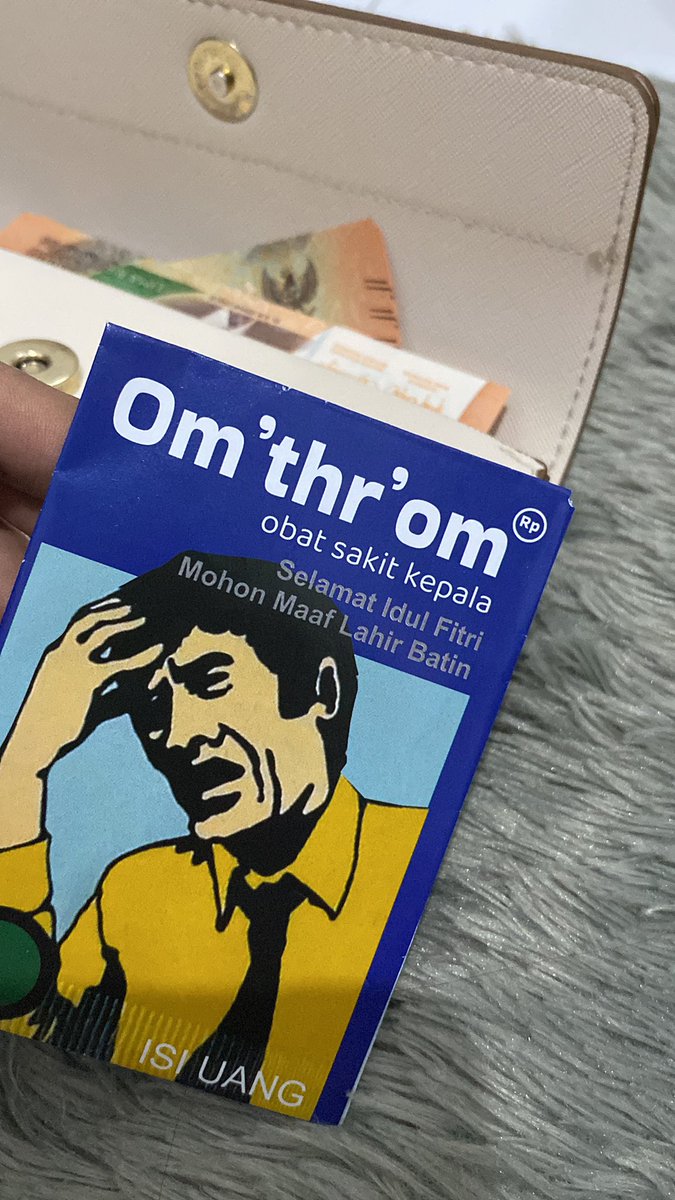 Om 'thr' om Rp
obat sakit kepala
Selamat Idul Fitri
Mohon Maaf Lahir Batin
ISI UANG